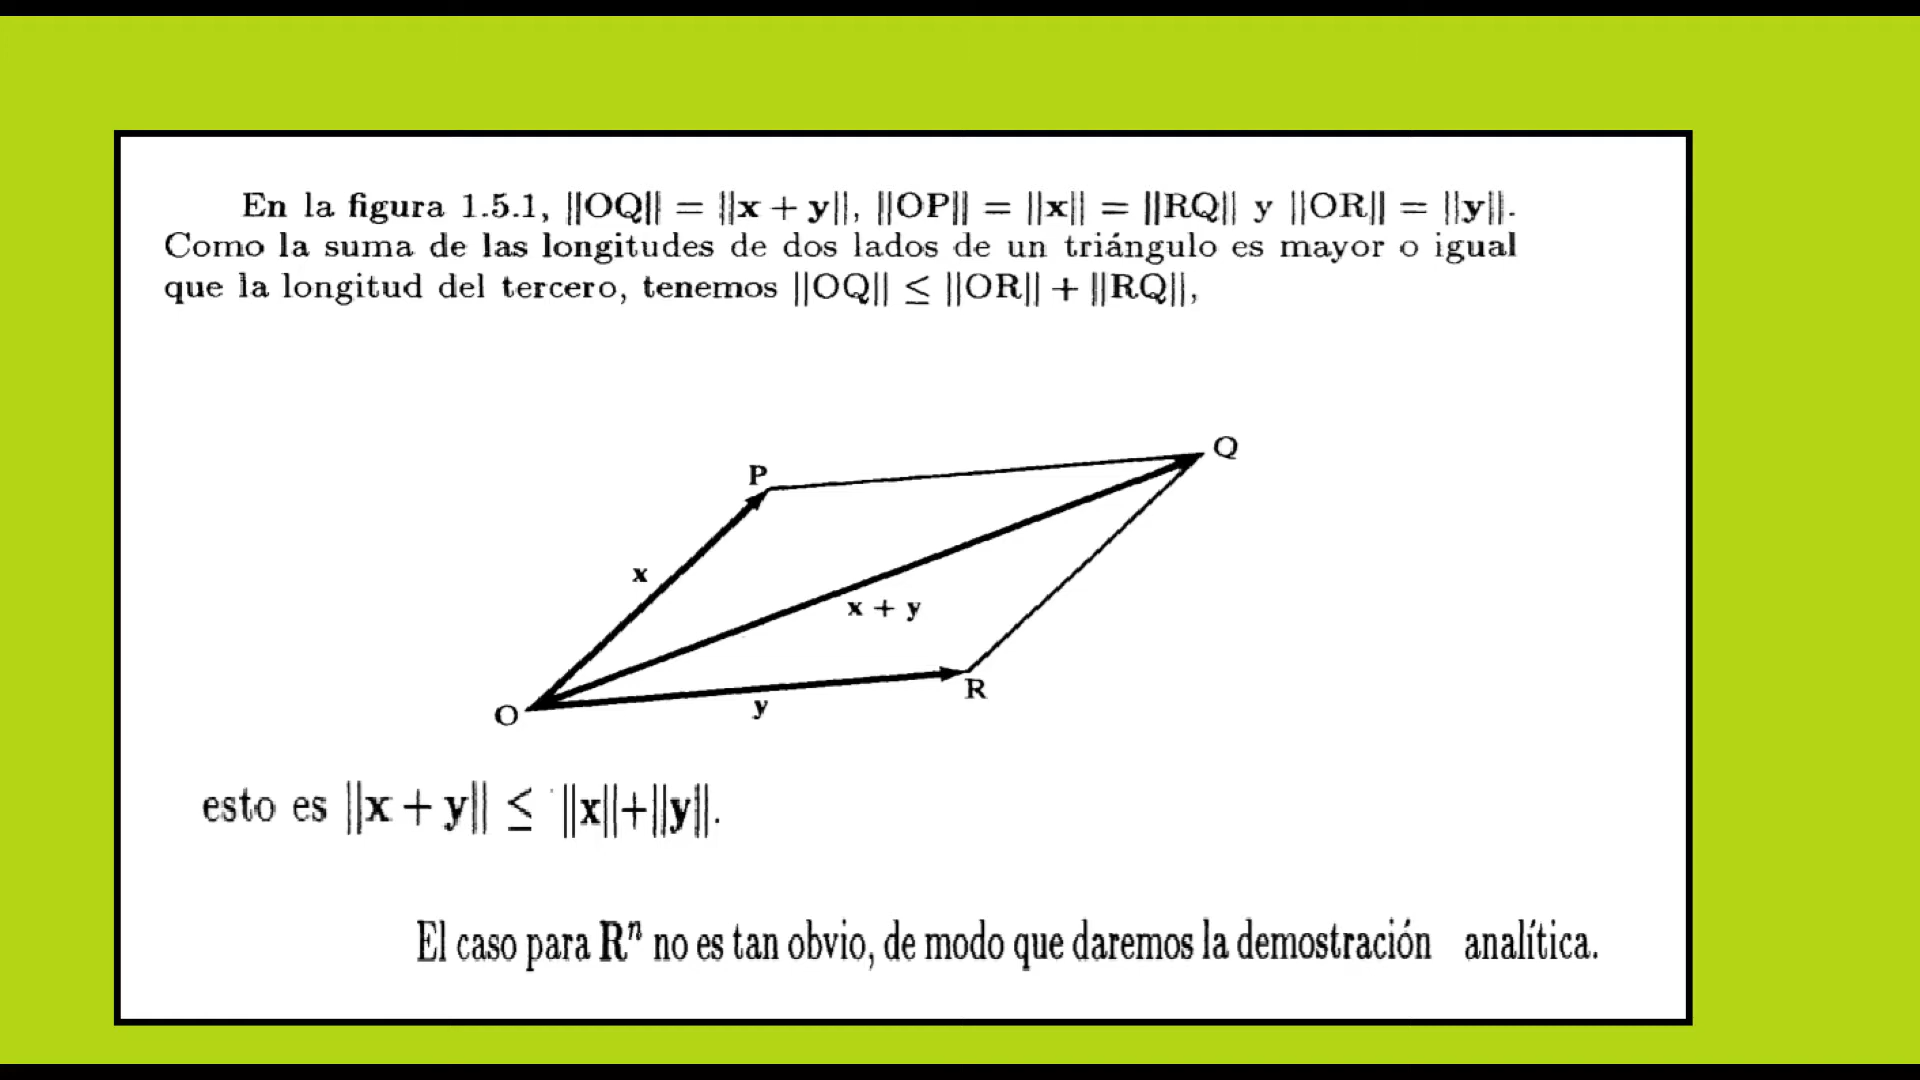 En la figura 1.5.1, ||OQ|| = ||x + y||, ||OP|| = ||x|| = ||RQ|| y ||OR|| = ||y||.
Como la suma de las longitudes de dos lados de un triángulo es mayor o igual
que la longitud del tercero, tenemos ||OQ|| ≤ ||OR|| + ||RQ||,
Q
P
x
x + y
R
y
O
esto es ||x + y|| ≤ ||x||+||y||.
El caso para Rⁿ no es tan obvio, de modo que daremos la demostración analítica.